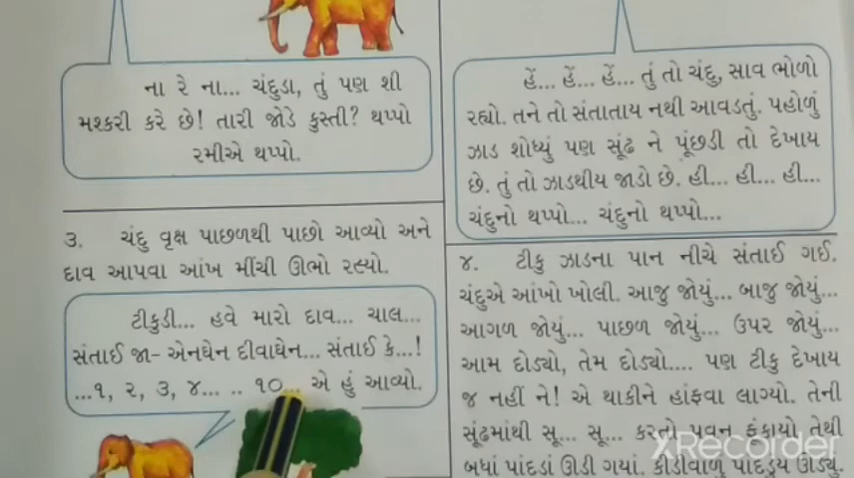 ના રે ના... ચંદુડા, તું પણ શી
મશ્કરી કરે છે! તારી જોડે કુસ્તી? થપ્પો
રમીએ થપ્પો.
હેં... હેં... હેં... તું તો ચંદુ, સાવ ભોળો
રહ્યો. તને તો સંતાતાય નથી આવડતું. પહોળું
ઝાડ શોધ્યું પણ સૂંઢ ને પૂંછડી તો દેખાય
છે. તું તો ઝાડથીય જાડો છે. હી... હી... હી...
ચંદુનો થપ્પો... ચંદુનો થપ્પો...
૩. ચંદુ વૃક્ષ પાછળથી પાછો આવ્યો અને
દાવ આપવા આંખ મીંચી ઊભો રહ્યો.
ટીકુડી... હવે મારો દાવ... ચાલ...
સંતાઈ જા- એનઘેન દીવાઘેન... સંતાઈ કે...!
...૧, ૨, ૩, ૪... .. ૧૦... એ હું આવ્યો.
૪. ટીકુ ઝાડના પાન નીચે સંતાઈ ગઈ.
ચંદુએ આંખો ખોલી. આજુ જોયું... બાજુ જોયું...
આગળ જોયું... પાછળ જોયું... ઉપર જોયું...
આમ દોડ્યો, તેમ દોડ્યો.... પણ ટીકુ દેખાય
જ નહીં ને! એ થાકીને હાંફવા લાગ્યો. તેની
સૂંઢમાંથી સૂ... સૂ... કરતો પવન ફૂંકાયો. તેથી
બધાં પાંદડાં ઊડી ગયાં. કીડીવાળું પાંદડુંય ઊડ્યું.
XRecorder